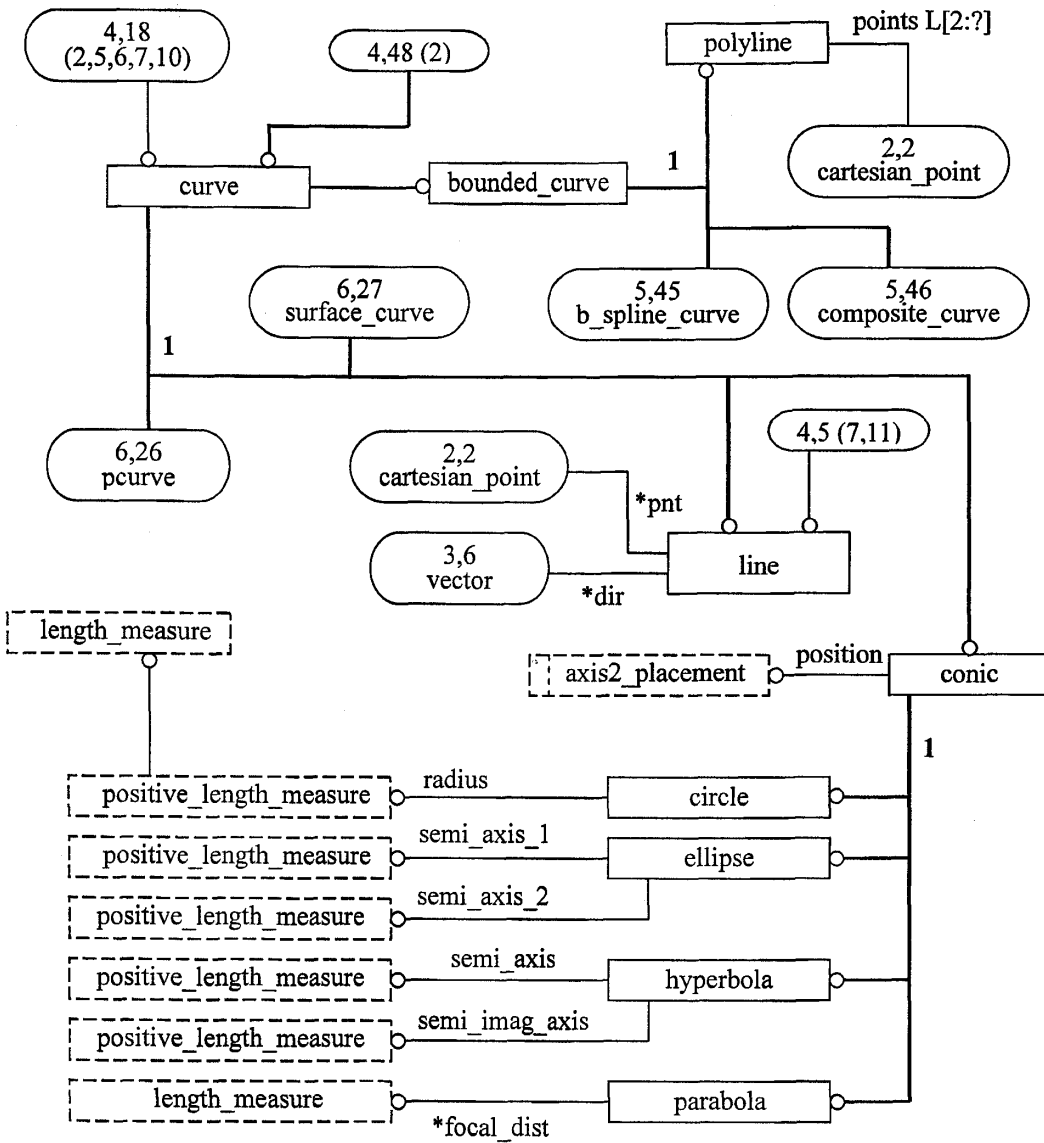 4,18
(2,5,6,7,10)
4,48 (2)
polyline
points L[2:?]
2,2
cartesian_point
curve
bounded_curve
1
6,27
surface_curve
5,45
b_spline_curve
5,46
composite_curve
1
6,26
pcurve
2,2
cartesian_point
*pnt
4,5 (7,11)
3,6
vector
*dir
line
length_measure
axis2_placement
position
conic
1
positive_length_measure
radius
circle
positive_length_measure
semi_axis_1
ellipse
positive_length_measure
semi_axis_2
positive_length_measure
semi_axis
hyperbola
positive_length_measure
semi_imag_axis
length_measure
*focal_dist
parabola